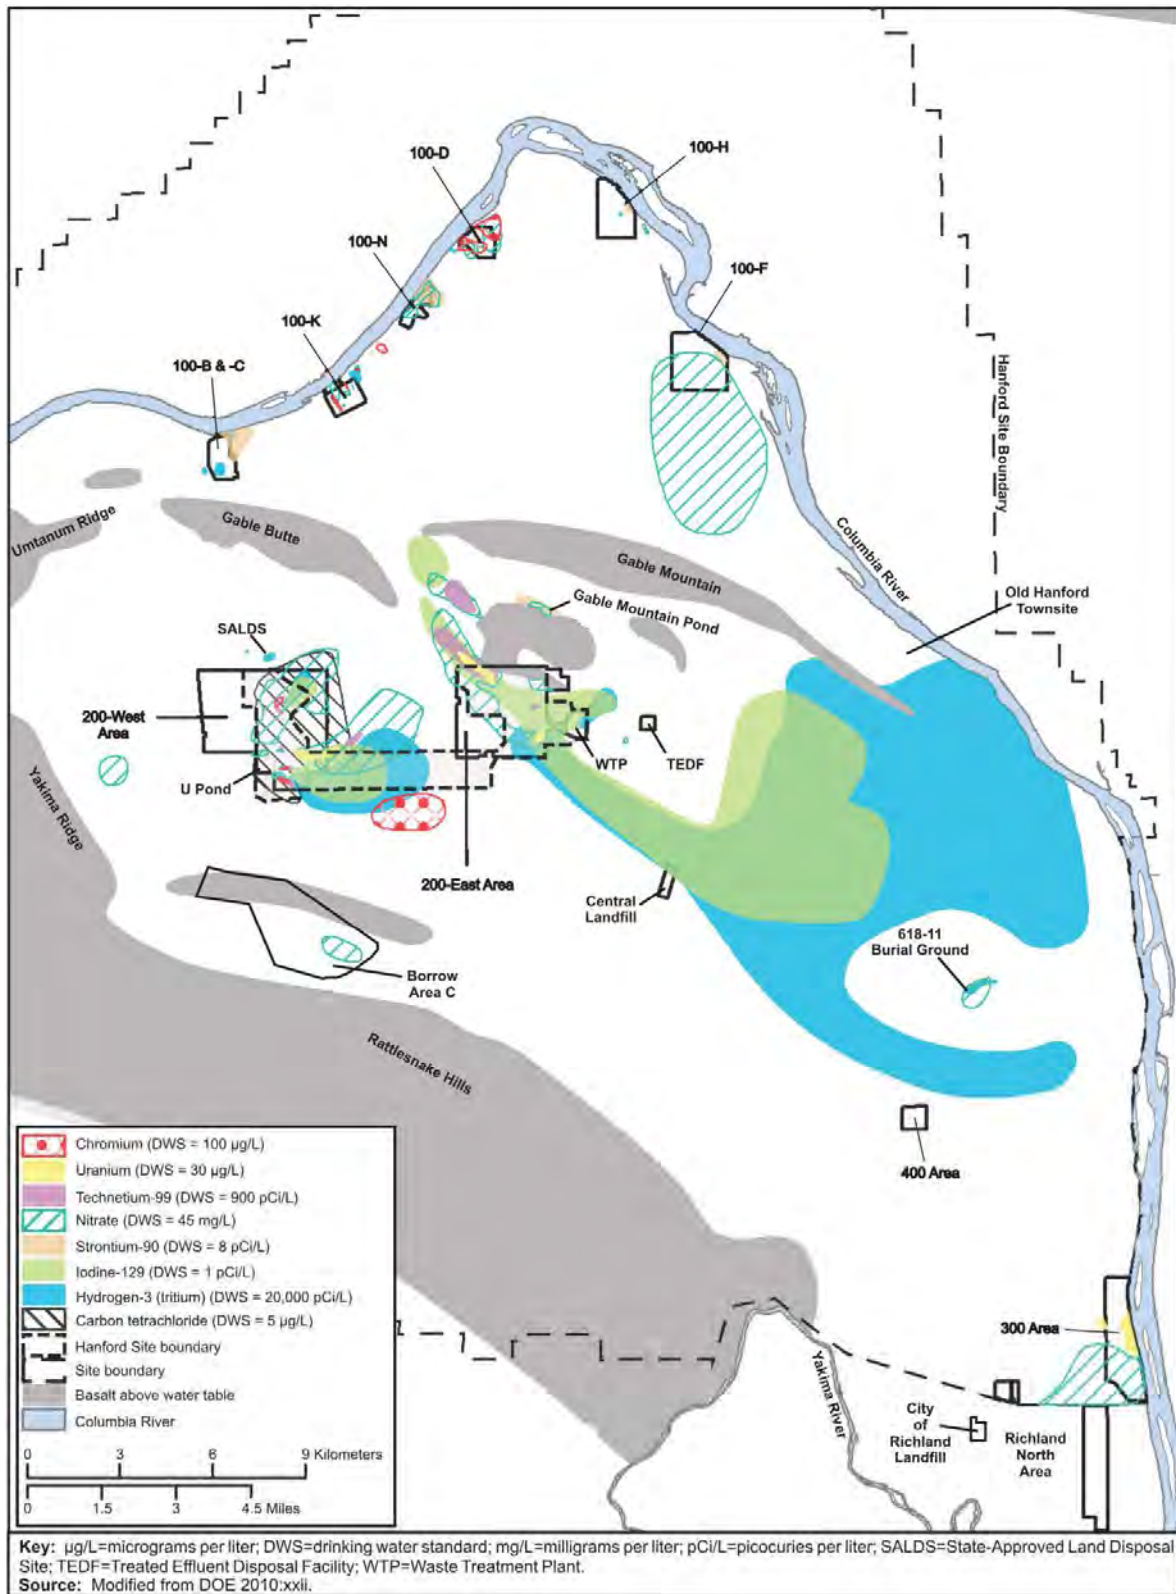 100-D
100-H
100-N
100-F
100-K
100-B & -C
Hanford Site Boundary
Umtanum Ridge
Gable Butte
Columbia River
Gable Mountain
Old Hanford
Townsite
Gable Mountain
Pond
SALDS
200-West
Area
WTP
TEDF
U Pond
Yakima Ridge
200-East Area
Central
Landfill
618-11
Burial Ground
Borrow
Area C
Rattlesnake Hills
400 Area
Chromium (DWS = 100 µg/L)
Uranium (DWS = 30 µg/L)
Technetium-99 (DWS = 900 pCi/L)
Nitrate (DWS = 45 mg/L)
Strontium-90 (DWS = 8 pCi/L)
Iodine-129 (DWS = 1 pCi/L)
Hydrogen-3 (tritium) (DWS = 20,000 pCi/L)
Carbon tetrachloride (DWS = 5 µg/L)
Hanford Site boundary
Site boundary
Basalt above water table
Columbia River
0 3 6 9 Kilometers
0 1.5 3 4.5 Miles
300 Area
Yakima River
City
of
Richland
Landfill
Richland
North
Area
Key: µg/L=micrograms per liter; DWS=drinking water standard; mg/L=milligrams per liter; pCi/L=picocuries per liter; SALDS=State-Approved Land Disposal
Site; TEDF=Treated Effluent Disposal Facility; WTP=Waste Treatment Plant.
Source: Modified from DOE 2010:xxii.